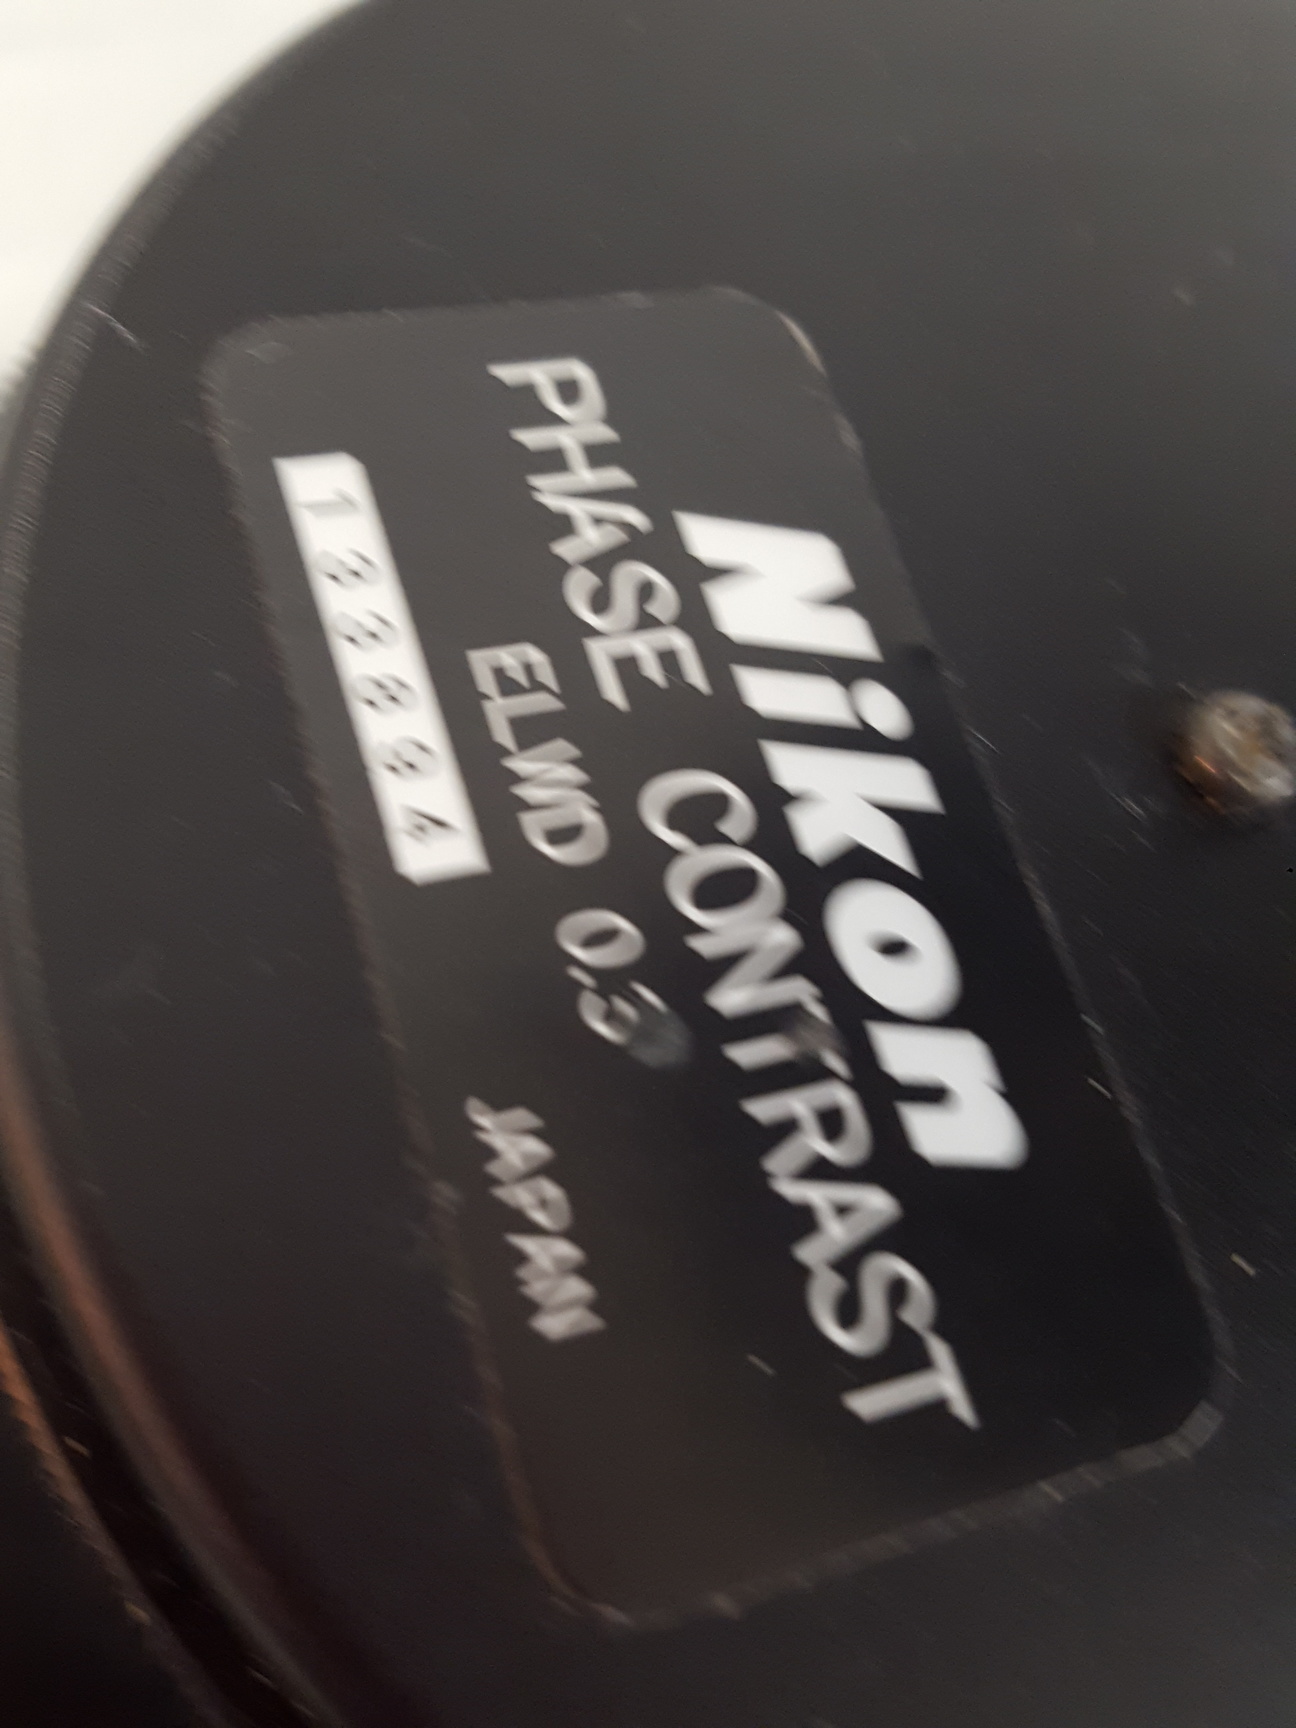 Nikon
PHASE CONTRAST
ELWD 0.3
JAPAN